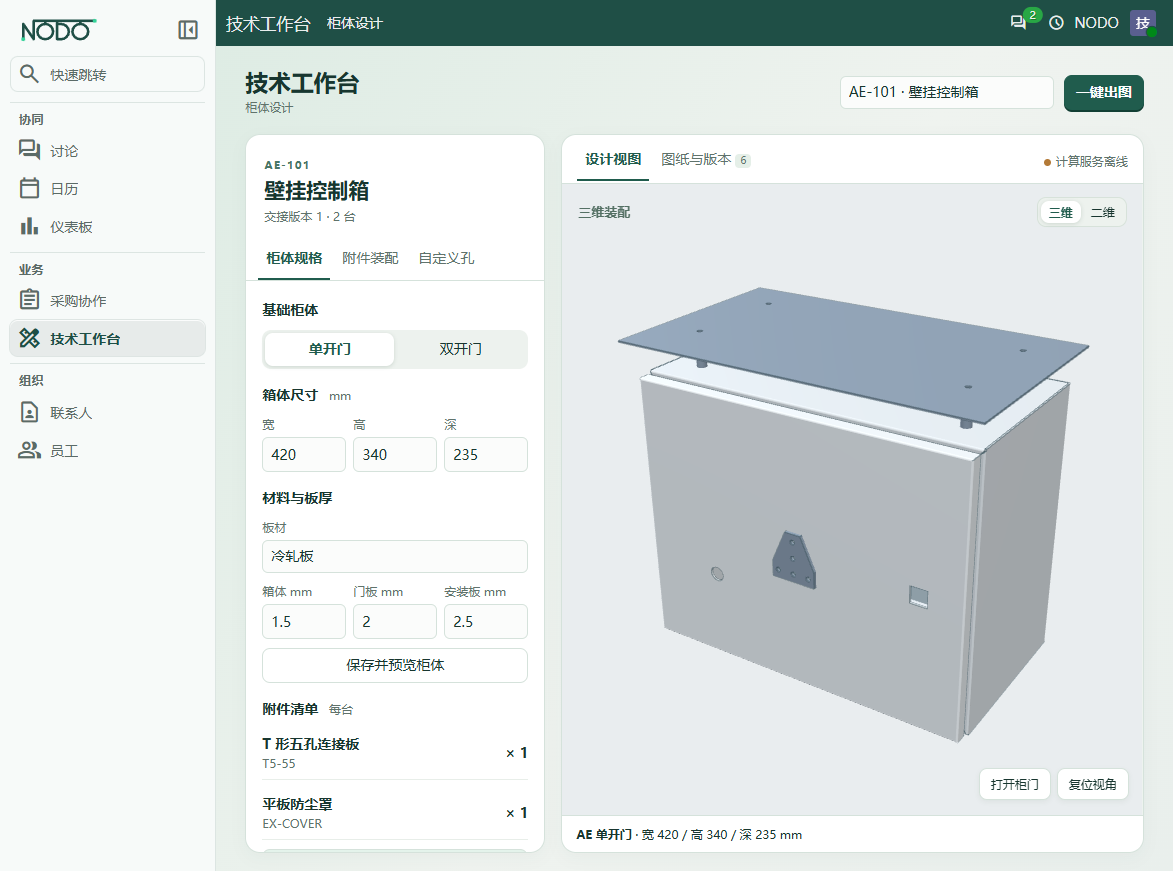 NODO
快速跳转
协同
讨论
日历
仪表板
业务
采购协作
技术工作台
组织
联系人
员工
技术工作台 柜体设计
2 NODO 技
技术工作台
柜体设计
AE-101 · 壁挂控制箱 一键出图
AE-101
壁挂控制箱
交接版本 1 · 2 台
柜体规格 附件装配 自定义孔
基础柜体
单开门 双开门
箱体尺寸 mm
宽 高 深
420 340 235
材料与板厚
板材
冷轧板
箱体 mm 门板 mm 安装板 mm
1.5 2 2.5
保存并预览柜体
附件清单 每台
T 形五孔连接板
T5-55
× 1
平板防尘罩
EX-COVER
× 1
设计视图 图纸与版本 6 计算服务离线
三维装配 三维 二维
打开柜门 复位视角
AE 单开门 · 宽 420 / 高 340 / 深 235 mm